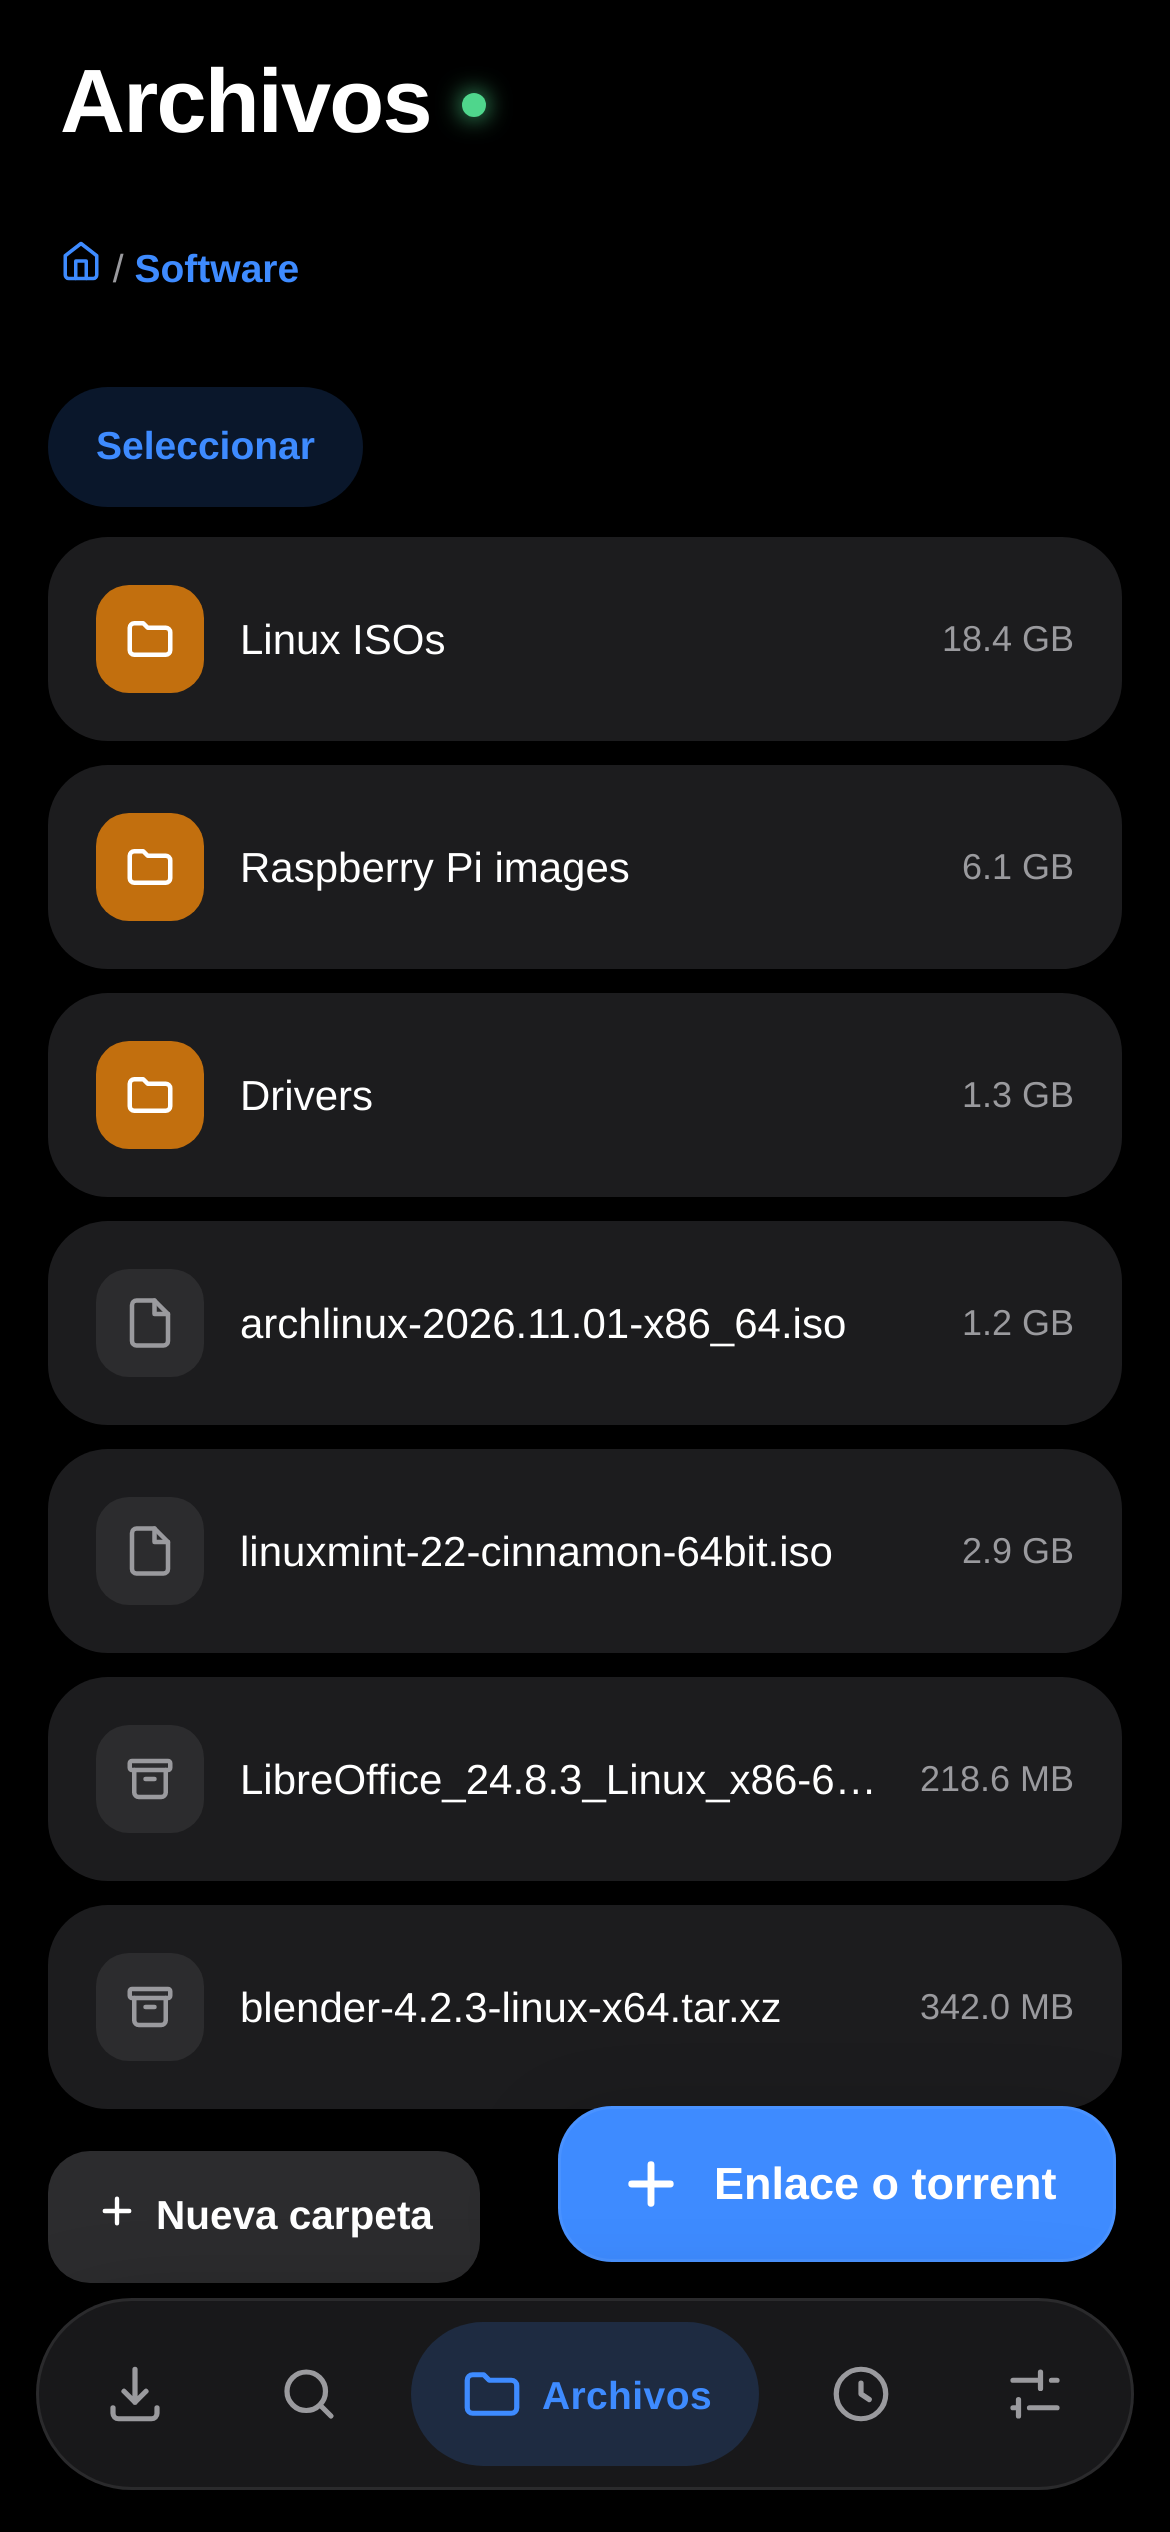 Archivos
/ Software
Seleccionar
Linux ISOs 18.4 GB
Raspberry Pi images 6.1 GB
Drivers 1.3 GB
archlinux-2026.11.01-x86_64.iso 1.2 GB
linuxmint-22-cinnamon-64bit.iso 2.9 GB
LibreOffice_24.8.3_Linux_x86-6… 218.6 MB
blender-4.2.3-linux-x64.tar.xz 342.0 MB
Nueva carpeta
Enlace o torrent
Archivos